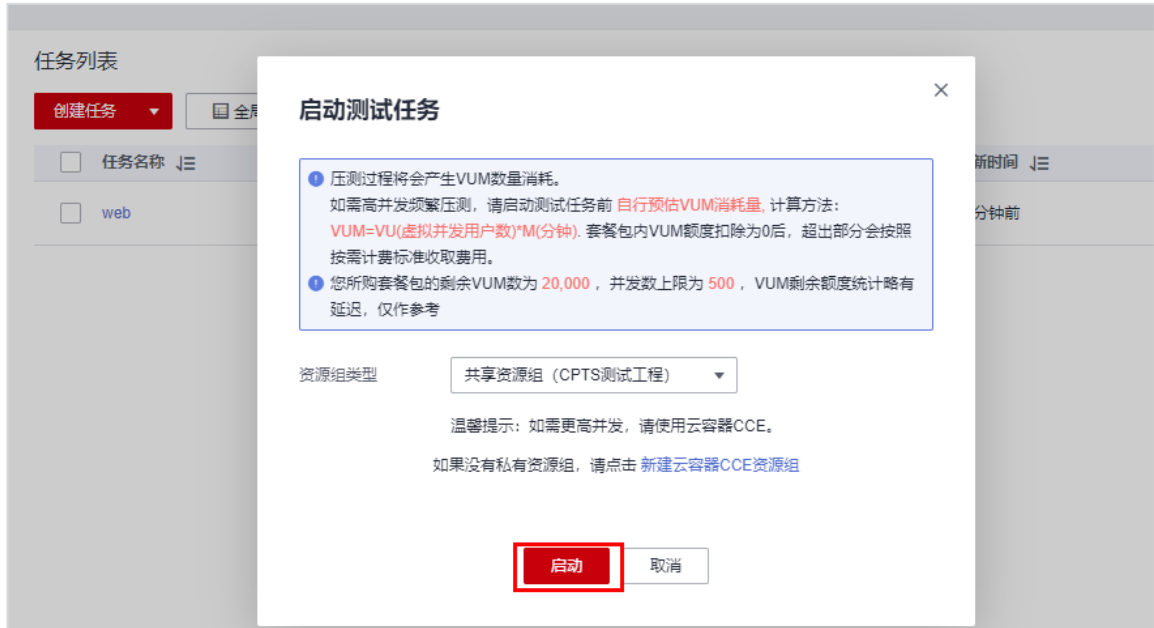 任务列表
创建任务
全局
任务名称
新时间
web
分钟前
启动测试任务
压测过程将会产生VUM数量消耗。
如需高并发频繁压测，请启动测试任务前 自行预估VUM消耗量, 计算方法：
VUM=VU(虚拟并发用户数)*M(分钟). 套餐包内VUM额度扣除为0后，超出部分会按照
按需计费标准收取费用。
您所购套餐包的剩余VUM数为 20,000 ，并发数上限为 500 ，VUM剩余额度统计略有
延迟，仅作参考
资源组类型
共享资源组（CPTS测试工程）
温馨提示：如需更高并发，请使用云容器CCE。
如果没有私有资源组，请点击 新建云容器CCE资源组
启动
取消